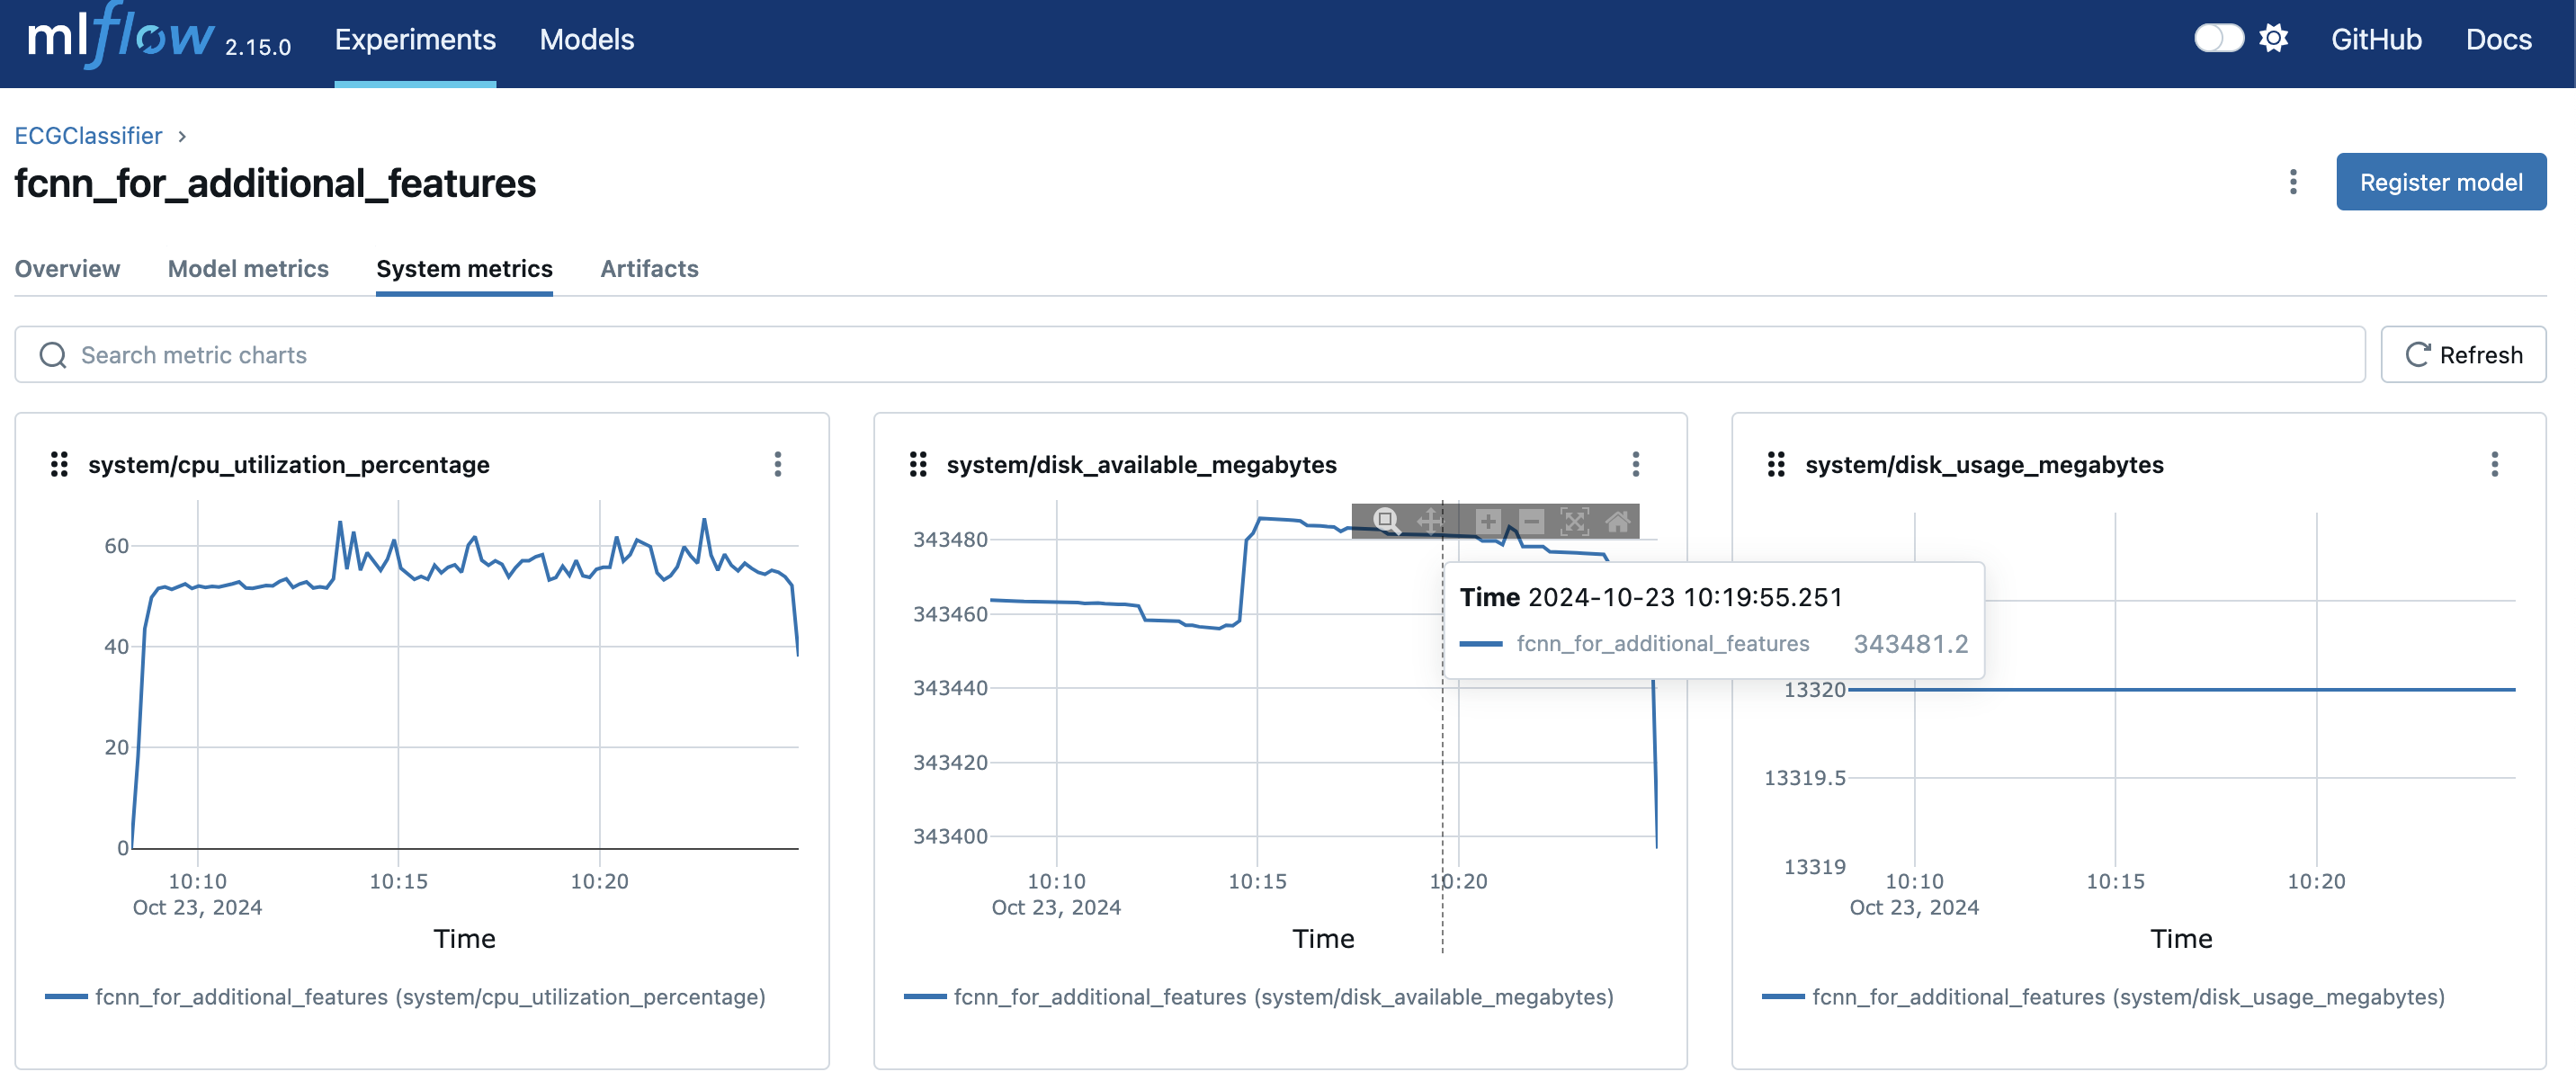 mlflow 2.15.0 Experiments Models GitHub Docs
ECGClassifier
fcnn_for_additional_features
Register model
Overview Model metrics System metrics Artifacts
Search metric charts
Refresh
system/cpu_utilization_percentage
60
40
20
0
10:10 10:15 10:20
Oct 23, 2024
Time
fcnn_for_additional_features (system/cpu_utilization_percentage)
system/disk_available_megabytes
343480
343460
343440
343420
343400
10:10 10:15 10:20
Oct 23, 2024
Time
fcnn_for_additional_features (system/disk_available_megabytes)
Time 2024-10-23 10:19:55.251
fcnn_for_additional_features 343481.2
system/disk_usage_megabytes
13320
13319.5
13319
10:10 10:15 10:20
Oct 23, 2024
Time
fcnn_for_additional_features (system/disk_usage_megabytes)